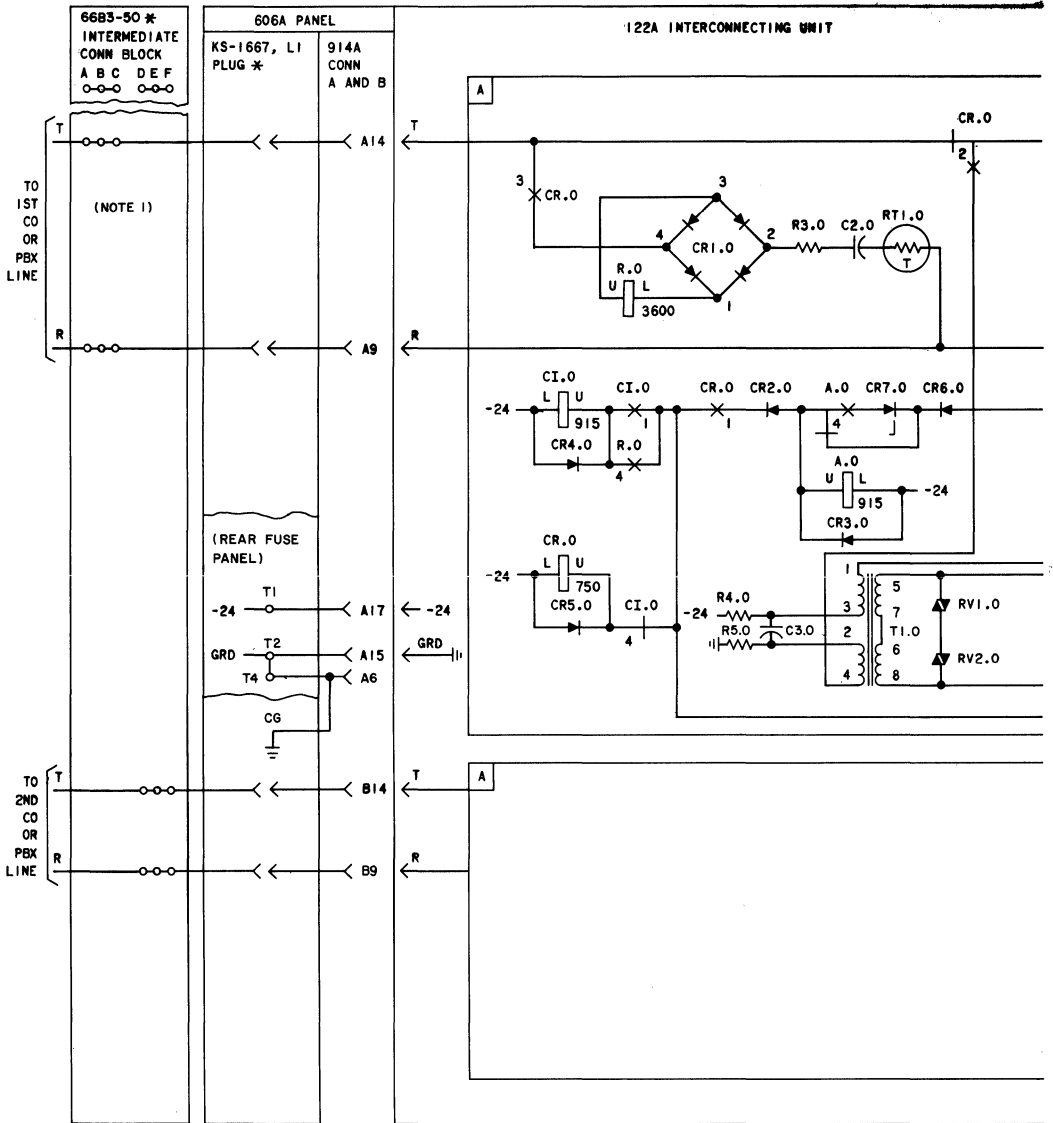 66B3-50 *
INTERMEDIATE
CONN BLOCK
A B C D E F
606A PANEL
KS-1667, L1
PLUG *
914A
CONN
A AND B
122A INTERCONNECTING UNIT
A
T
A14
T
CR.0
2
TO
1ST
CO
OR
PBX
LINE
(NOTE 1)
3
CR.0
3
4
CR1.0
2
1
R3.0
C2.0
RT1.0
T
R.0
U L
3600
R
A9
R
CI.0
L U
-24
915
CI.0
1
CR4.0
R.0
4
CR.0
1
CR2.0
A.0
4
CR7.0
CR6.0
A.0
U L
-24
915
CR3.0
(REAR FUSE
PANEL)
-24
T1
A17
-24
GRD
T2
A15
GRD
T4
A6
CG
CR.0
L U
-24
750
CR5.0
CI.0
4
-24
R4.0
R5.0
C3.0
1
3
2
4
5
7
T1.0
6
8
RV1.0
RV2.0
TO
2ND
CO
OR
PBX
LINE
T
B14
T
A
R
B9
R